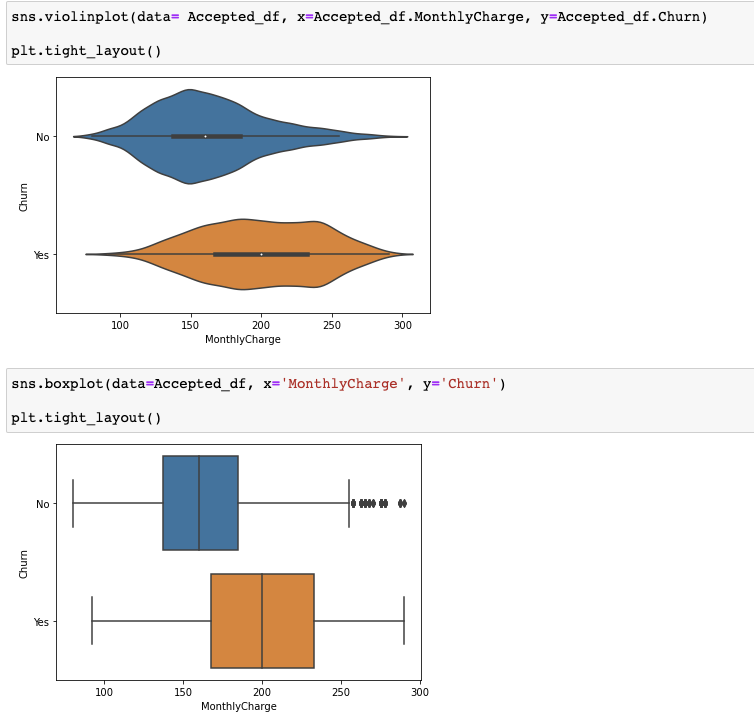 sns.violinplot(data= Accepted_df, x=Accepted_df.MonthlyCharge, y=Accepted_df.Churn)
plt.tight_layout()
No
Churn
Yes
100 150 200 250 300
MonthlyCharge
sns.boxplot(data=Accepted_df, x='MonthlyCharge', y='Churn')
plt.tight_layout()
No
Churn
Yes
100 150 200 250 300
MonthlyCharge